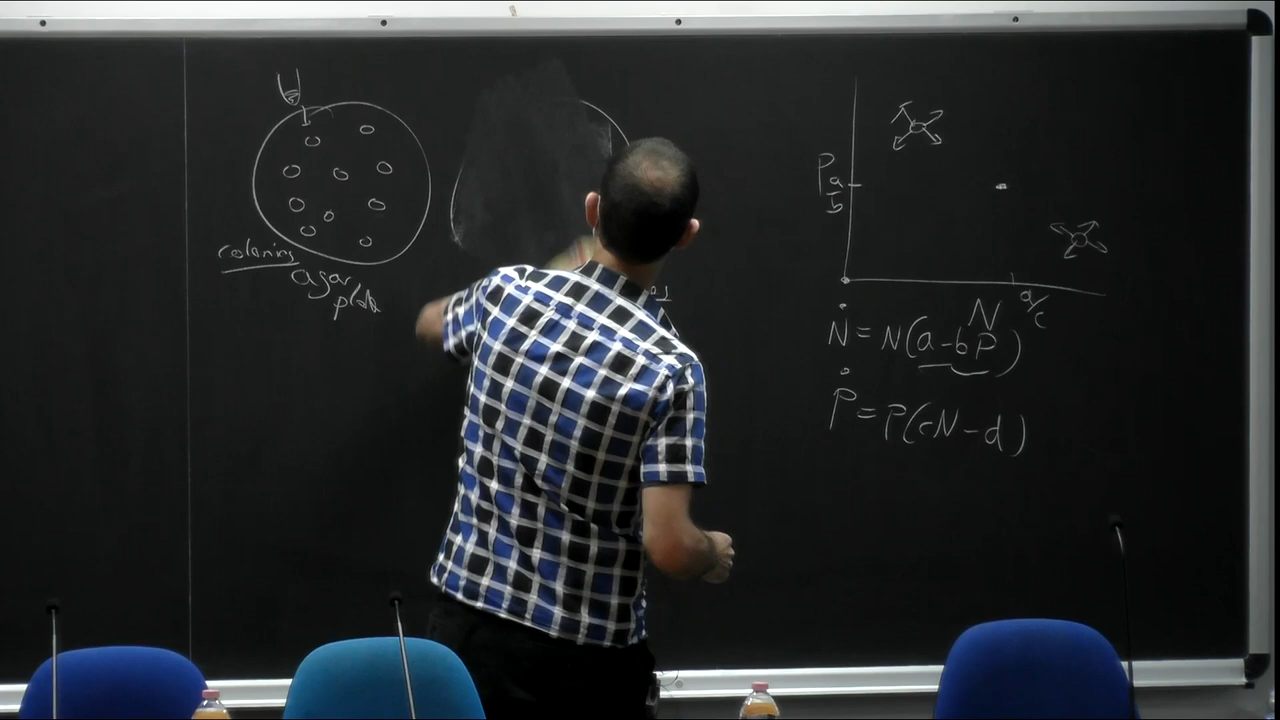 colonies
agar
plate
P a/b
N a/c
Ṅ = N(a-bP)
Ṗ = P(cN-d)